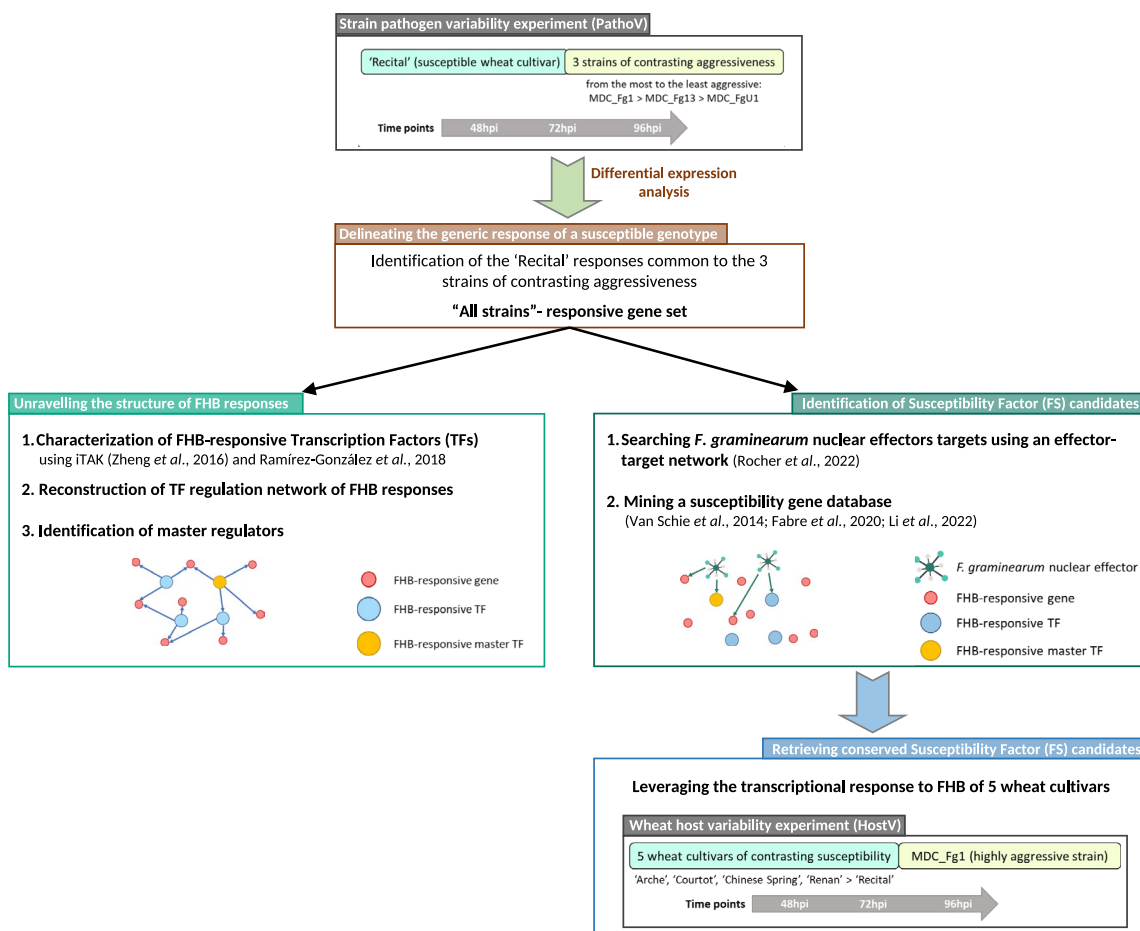 Strain pathogen variability experiment (PathoV)
‘Recital’ (susceptible wheat cultivar)
3 strains of contrasting aggressiveness
from the most to the least aggressive:
MDC_Fg1 > MDC_Fg13 > MDC_FgU1
Time points
48hpi
72hpi
96hpi
Differential expression
analysis
Delineating the generic response of a susceptible genotype
Identification of the ‘Recital’ responses common to the 3
strains of contrasting aggressiveness
“All strains”- responsive gene set
Unravelling the structure of FHB responses
1. Characterization of FHB-responsive Transcription Factors (TFs)
using iTAK (Zheng et al., 2016) and Ramírez-González et al., 2018
2. Reconstruction of TF regulation network of FHB responses
3. Identification of master regulators
FHB-responsive gene
FHB-responsive TF
FHB-responsive master TF
Identification of Susceptibility Factor (FS) candidates
1. Searching F. graminearum nuclear effectors targets using an effector-
target network (Rocher et al., 2022)
2. Mining a susceptibility gene database
(Van Schie et al., 2014; Fabre et al., 2020; Li et al., 2022)
F. graminearum nuclear effector
FHB-responsive gene
FHB-responsive TF
FHB-responsive master TF
Retrieving conserved Susceptibility Factor (FS) candidates
Leveraging the transcriptional response to FHB of 5 wheat cultivars
Wheat host variability experiment (HostV)
5 wheat cultivars of contrasting susceptibility
MDC_Fg1 (highly aggressive strain)
‘Arche’, ‘Courtot’, ‘Chinese Spring’, ‘Renan’ > ‘Recital’
Time points
48hpi
72hpi
96hpi